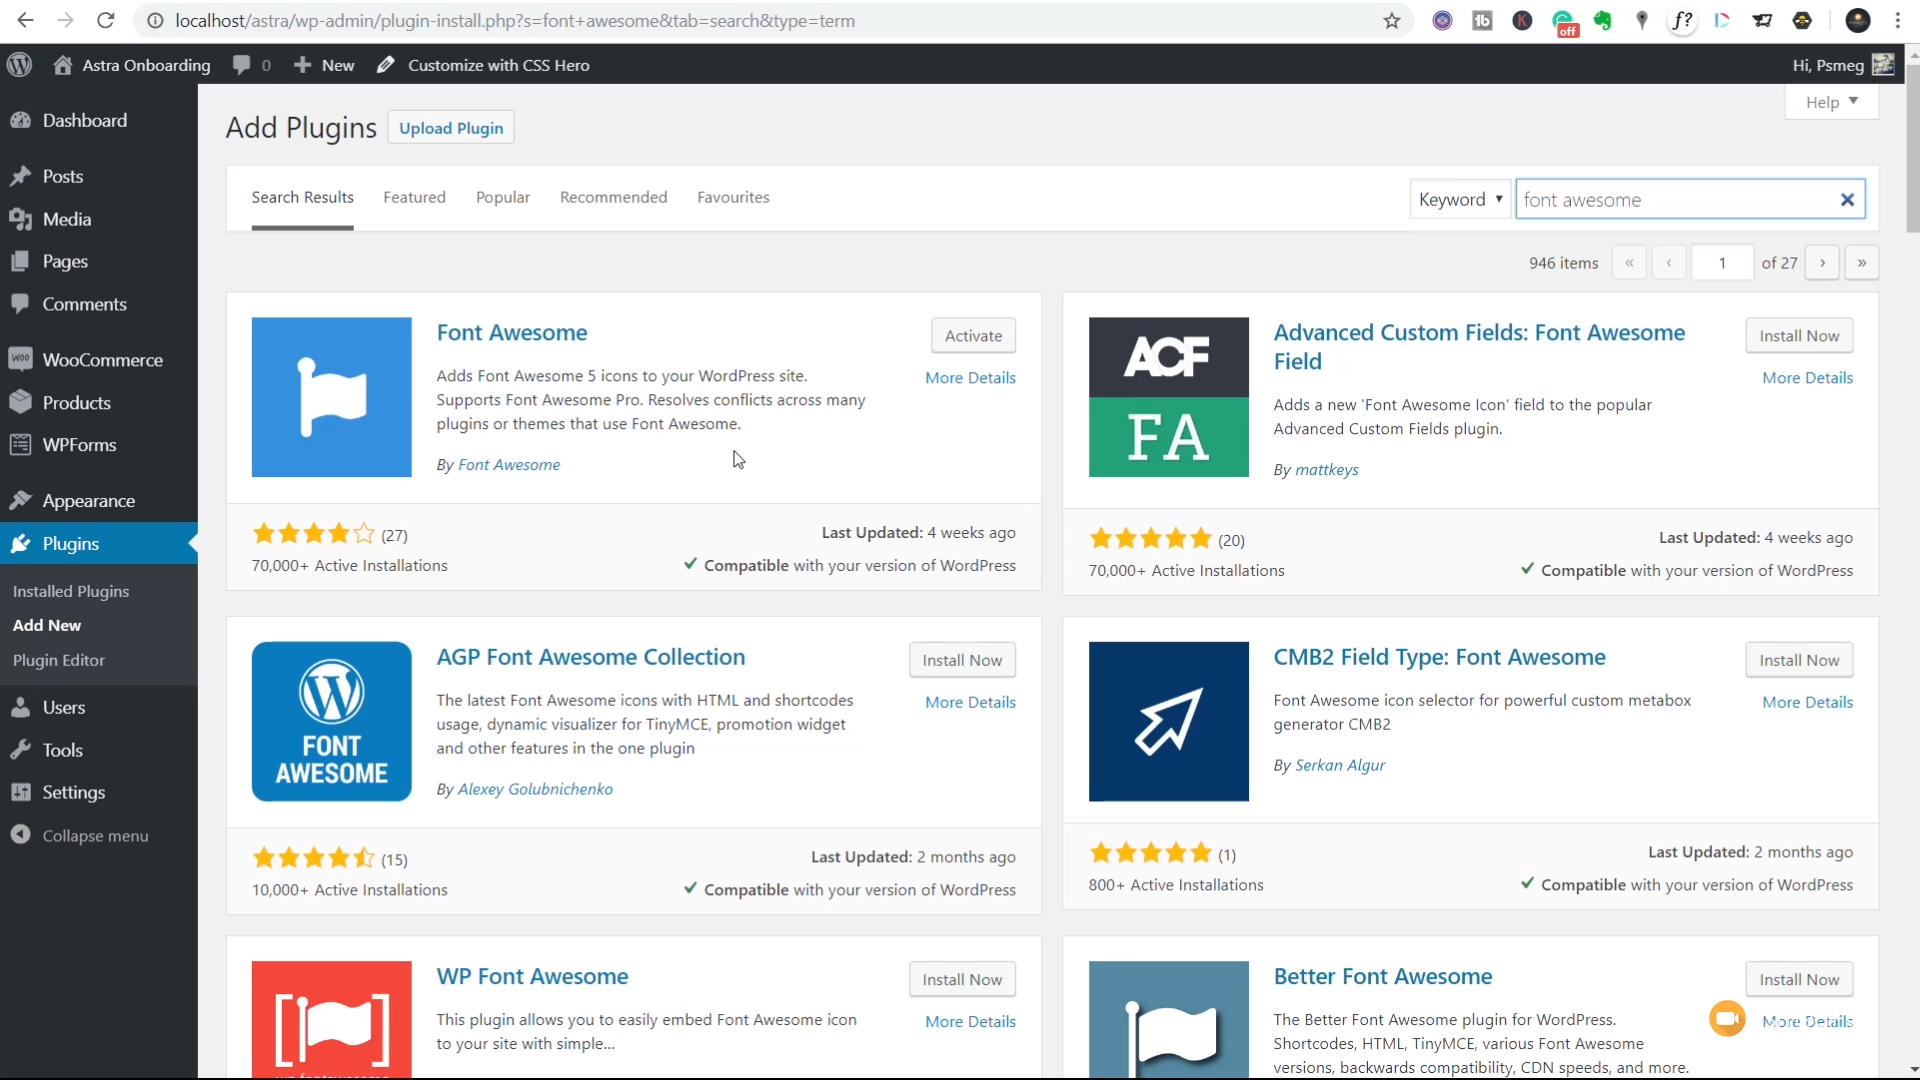 localhost/astra/wp-admin/plugin-install.php?s=font+awesome&tab=search&type=term
off
Astra Onboarding
0
New
Customize with CSS Hero
Hi, Psmeg
Dashboard
Posts
Media
Pages
Comments
WooCommerce
Products
WPForms
Appearance
Plugins
Installed Plugins
Add New
Plugin Editor
Users
Tools
Settings
Collapse menu
Help
Add Plugins
Upload Plugin
Search Results
Featured
Popular
Recommended
Favourites
Keyword
font awesome
946 items
«
‹
1
of 27
›
»
Font Awesome
Activate
More Details
Adds Font Awesome 5 icons to your WordPress site.
Supports Font Awesome Pro. Resolves conflicts across many
plugins or themes that use Font Awesome.
By Font Awesome
(27)
70,000+ Active Installations
Last Updated: 4 weeks ago
Compatible with your version of WordPress
ACF
FA
Advanced Custom Fields: Font Awesome
Field
Install Now
More Details
Adds a new 'Font Awesome Icon' field to the popular
Advanced Custom Fields plugin.
By mattkeys
(20)
70,000+ Active Installations
Last Updated: 4 weeks ago
Compatible with your version of WordPress
FONT
AWESOME
AGP Font Awesome Collection
Install Now
More Details
The latest Font Awesome icons with HTML and shortcodes
usage, dynamic visualizer for TinyMCE, promotion widget
and other features in the one plugin
By Alexey Golubnichenko
(15)
10,000+ Active Installations
Last Updated: 2 months ago
Compatible with your version of WordPress
CMB2 Field Type: Font Awesome
Install Now
More Details
Font Awesome icon selector for powerful custom metabox
generator CMB2
By Serkan Algur
(1)
800+ Active Installations
Last Updated: 2 months ago
Compatible with your version of WordPress
WP Font Awesome
Install Now
More Details
This plugin allows you to easily embed Font Awesome icon
to your site with simple...
Better Font Awesome
Install Now
More Details
The Better Font Awesome plugin for WordPress.
Shortcodes, HTML, TinyMCE, various Font Awesome
versions, backwards compatibility, CDN speeds, and more.